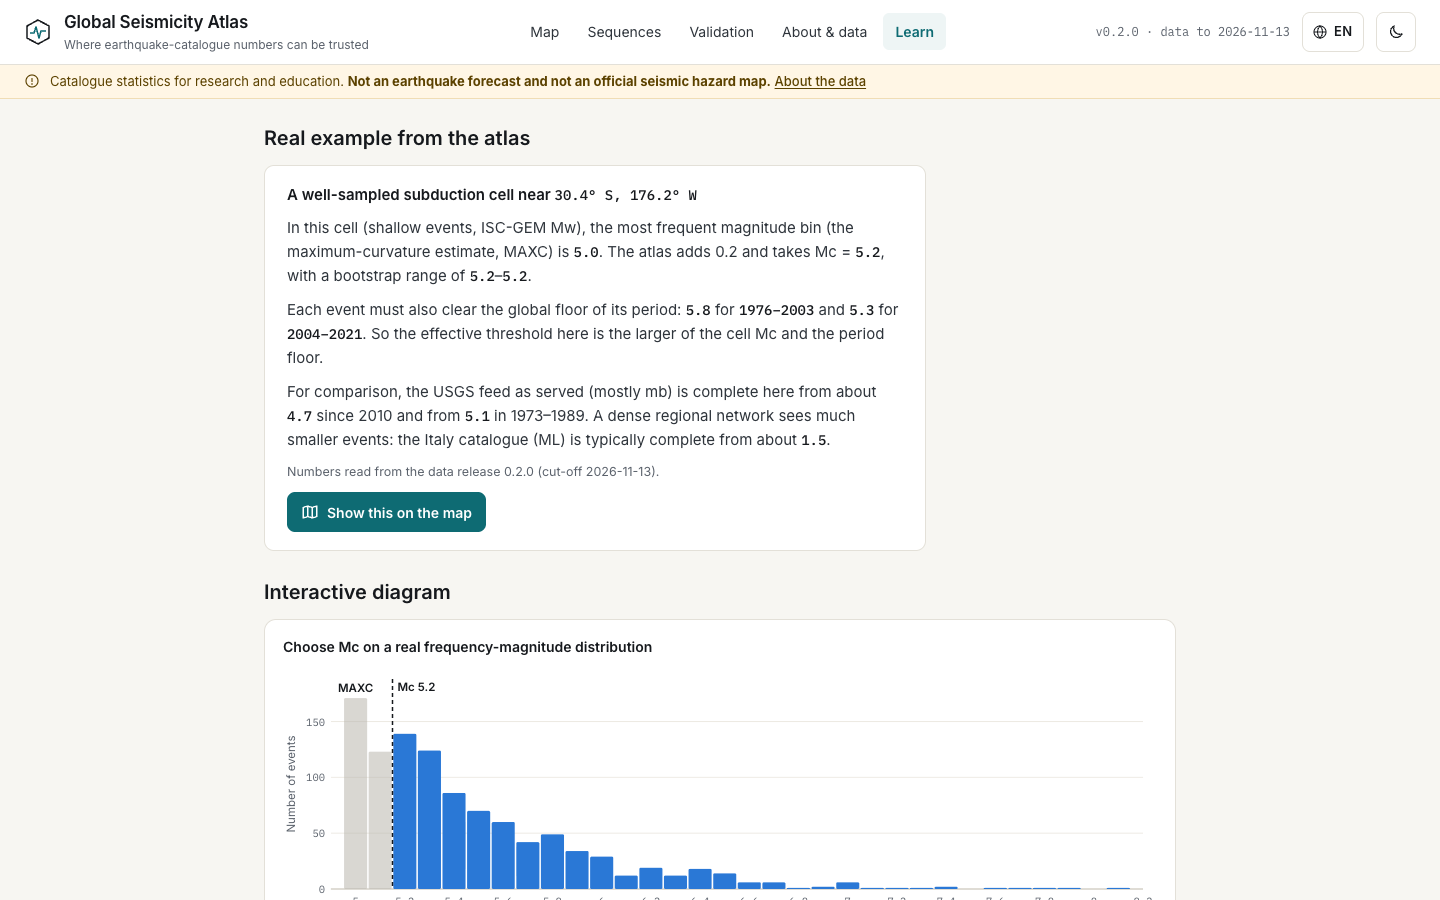 Global Seismicity Atlas
Where earthquake-catalogue numbers can be trusted
Map Sequences Validation About & data Learn
v0.2.0 · data to 2026-11-13 EN
Catalogue statistics for research and education. Not an earthquake forecast and not an official seismic hazard map. About the data
Real example from the atlas
A well-sampled subduction cell near 30.4° S, 176.2° W
In this cell (shallow events, ISC-GEM Mw), the most frequent magnitude bin (the
maximum-curvature estimate, MAXC) is 5.0. The atlas adds 0.2 and takes Mc = 5.2,
with a bootstrap range of 5.2–5.2.
Each event must also clear the global floor of its period: 5.8 for 1976–2003 and 5.3 for
2004–2021. So the effective threshold here is the larger of the cell Mc and the period
floor.
For comparison, the USGS feed as served (mostly mb) is complete here from about
4.7 since 2010 and from 5.1 in 1973–1989. A dense regional network sees much
smaller events: the Italy catalogue (ML) is typically complete from about 1.5.
Numbers read from the data release 0.2.0 (cut-off 2026-11-13).
Show this on the map
Interactive diagram
Choose Mc on a real frequency-magnitude distribution
MAXC Mc 5.2
150
100
50
0
Number of events